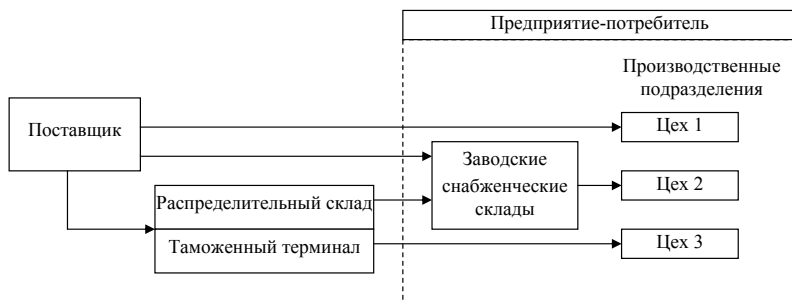 Предприятие-потребитель
Производственные
подразделения
Поставщик
Цех 1
Заводские
снабженческие
склады
Цех 2
Распределительный склад
Таможенный терминал
Цех 3